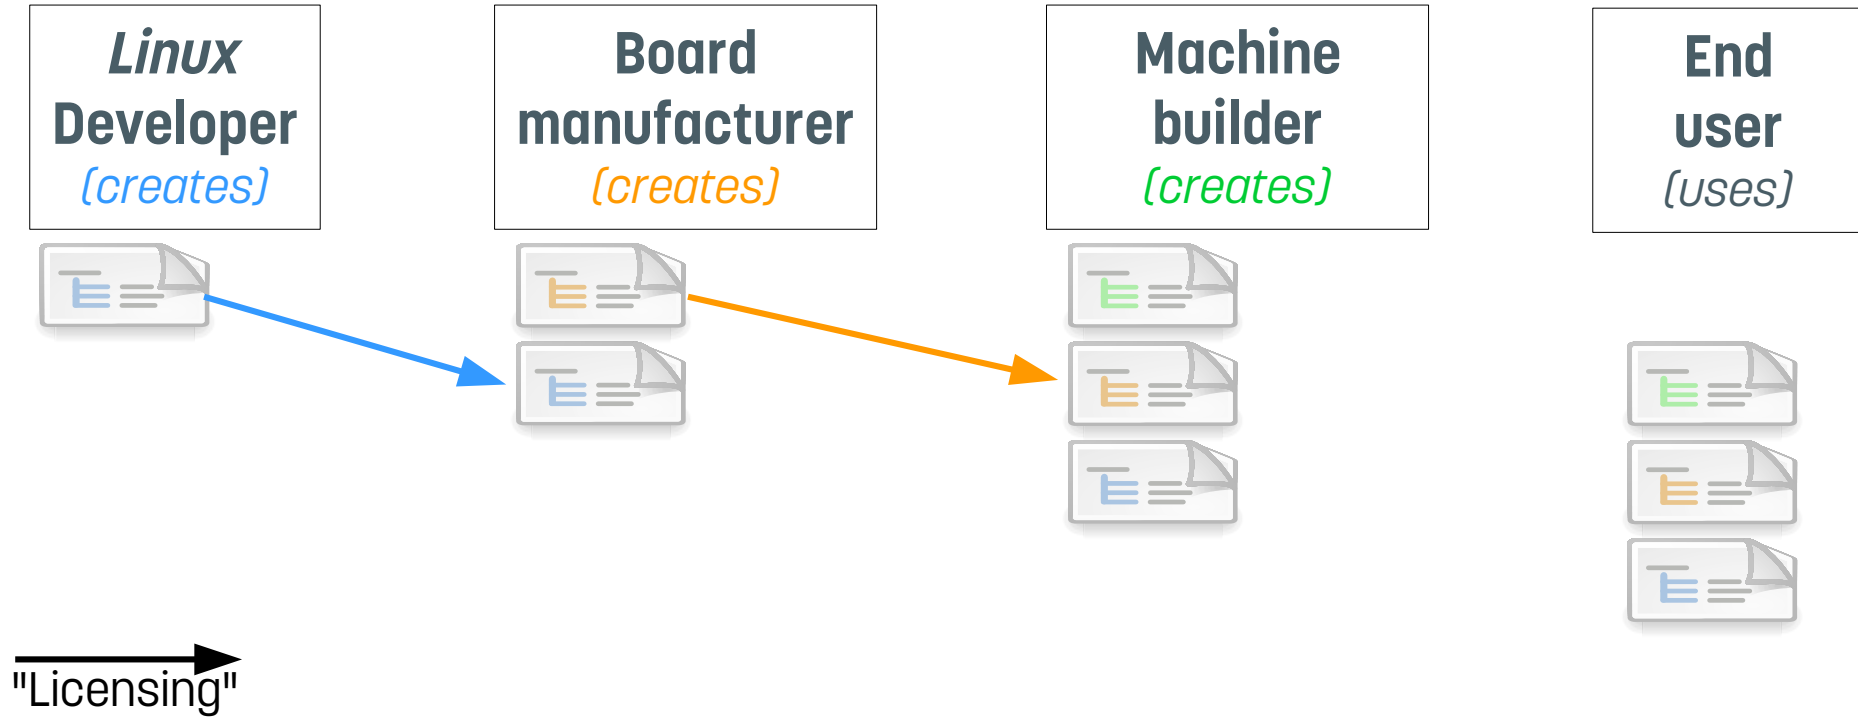 Linux
Developer
(creates)
Board
manufacturer
(creates)
Machine
builder
(creates)
End
user
(uses)
"Licensing"